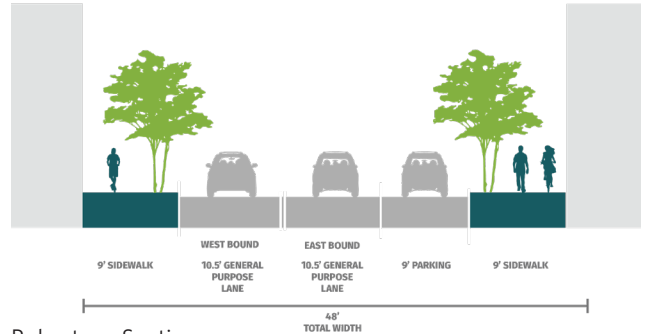 WEST BOUND
EAST BOUND
9' SIDEWALK
10.5' GENERAL
PURPOSE
LANE
10.5' GENERAL
PURPOSE
LANE
9' PARKING
9' SIDEWALK
48'
TOTAL WIDTH